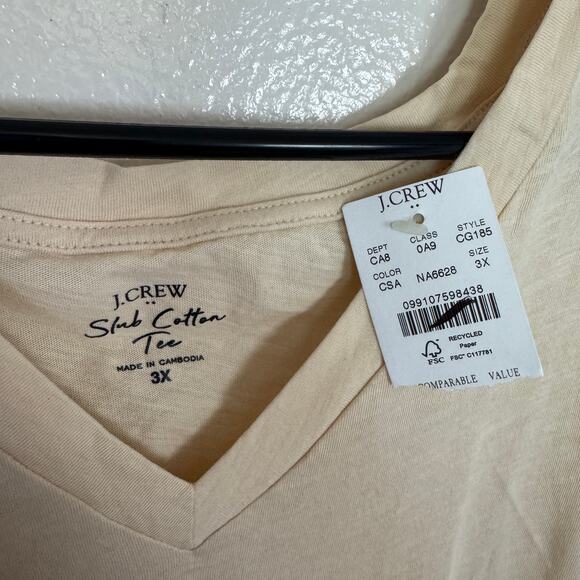 J.CREW
Slub Cotton
Tee
MADE IN CAMBODIA
3X
J.CREW
DEPT CLASS STYLE
CA8 0A9 CG185
COLOR SIZE
CSA NA6628 3X
099107598438
RECYCLED
Paper
FSC FSC® C117781
COMPARABLE VALUE